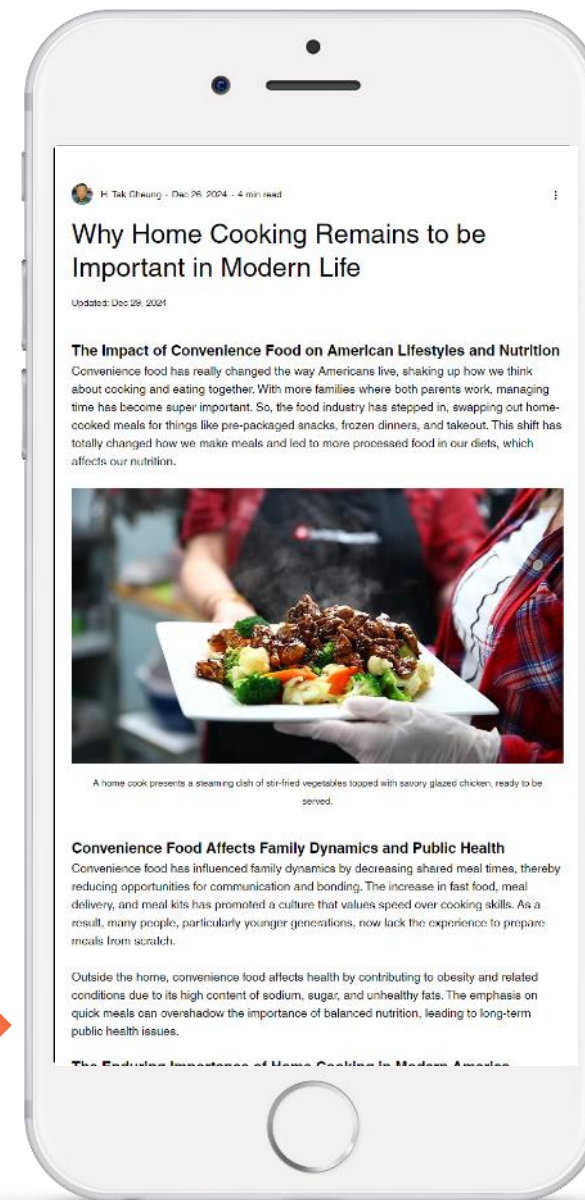 H. Tak Cheung - Dec 26, 2024 - 4 min read
Why Home Cooking Remains to be
Important in Modern Life
Updated: Dec 29, 2024
The Impact of Convenience Food on American Lifestyles and Nutrition
Convenience food has really changed the way Americans live, shaking up how we think
about cooking and eating together. With more families where both parents work, managing
time has become super important. So, the food industry has stepped in, swapping out home-
cooked meals for things like pre-packaged snacks, frozen dinners, and takeout. This shift has
totally changed how we make meals and led to more processed food in our diets, which
affects our nutrition.
A home cook presents a steaming dish of stir-fried vegetables topped with savory glazed chicken, ready to be
served.
Convenience Food Affects Family Dynamics and Public Health
Convenience food has influenced family dynamics by decreasing shared meal times, thereby
reducing opportunities for communication and bonding. The increase in fast food, meal
delivery, and meal kits has promoted a culture that values speed over cooking skills. As a
result, many people, particularly younger generations, now lack the experience to prepare
meals from scratch.
Outside the home, convenience food affects health by contributing to obesity and related
conditions due to its high content of sodium, sugar, and unhealthy fats. The emphasis on
quick meals can overshadow the importance of balanced nutrition, leading to long-term
public health issues.
The Enduring Importance of Home Cooking in Modern America